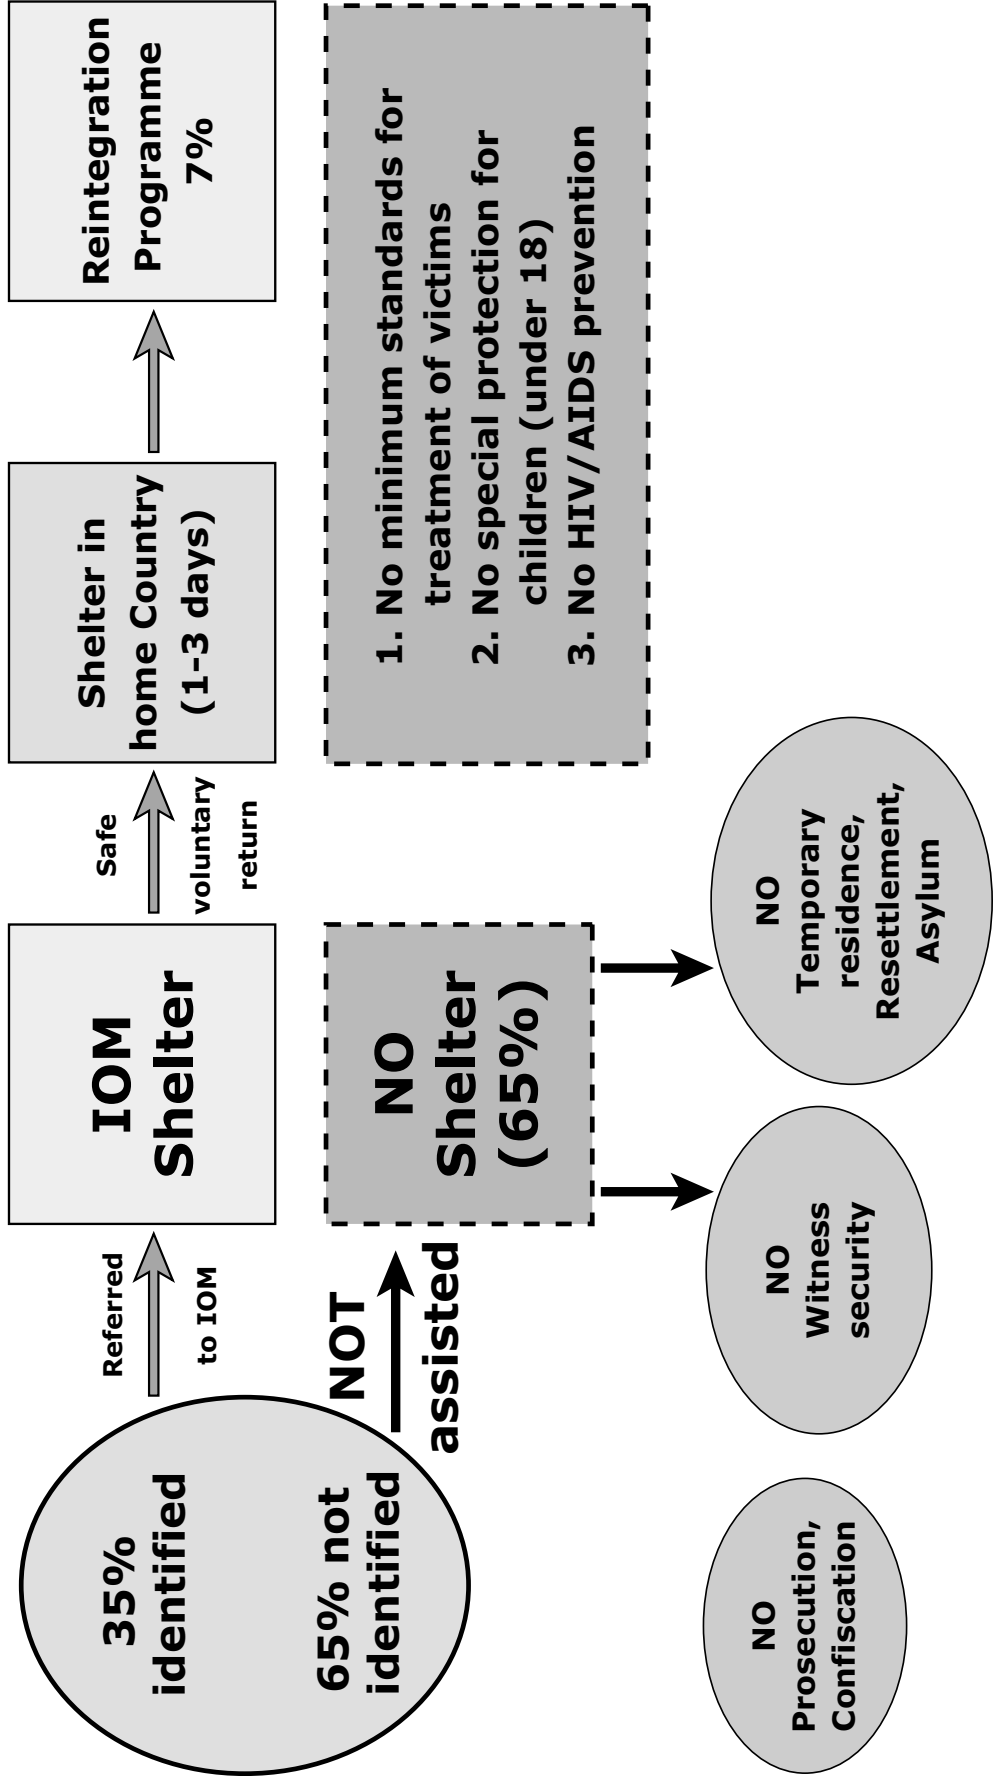 35%
identified
65% not
identified
Referred
to IOM
NOT
assisted
IOM
Shelter
Safe
voluntary
return
Shelter in
home Country
(1–3 days)
Reintegration
Programme
7%
NO
Shelter
(65%)
1. No minimum standards for
treatment of victims
2. No special protection for
children (under 18)
3. No HIV/AIDS prevention
NO
Prosecution,
Confiscation
NO
Witness
security
NO
Temporary
residence,
Resettlement,
Asylum